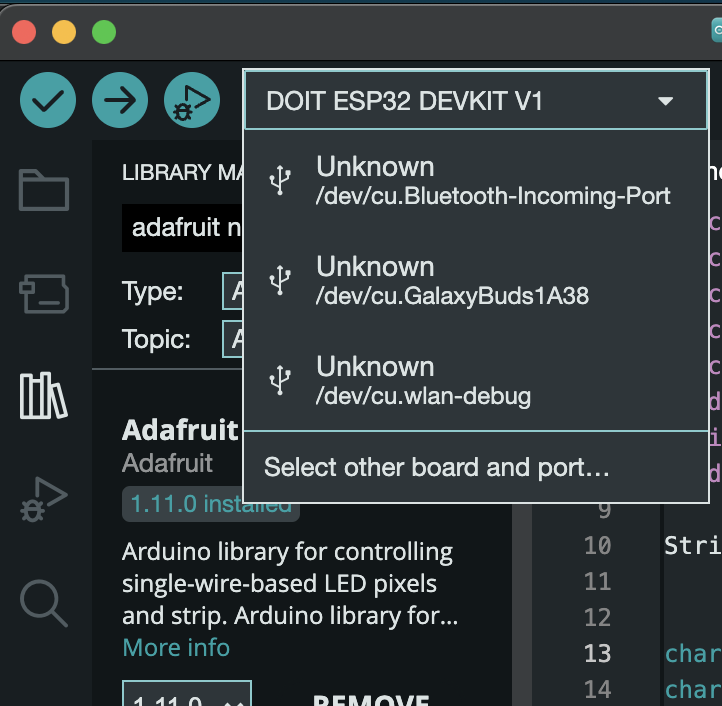 DOIT ESP32 DEVKIT V1
LIBRARY MA
Unknown
/dev/cu.Bluetooth-Incoming-Port
adafruit n
Unknown
/dev/cu.GalaxyBuds1A38
Type:
Topic:
Unknown
/dev/cu.wlan-debug
Adafruit
Adafruit
Select other board and port...
1.11.0 installed
9
10 Stri
Arduino library for controlling
single-wire-based LED pixels
and strip. Arduino library for...
More info
11
12
13 char
14 char
1.11.0
REMOVE